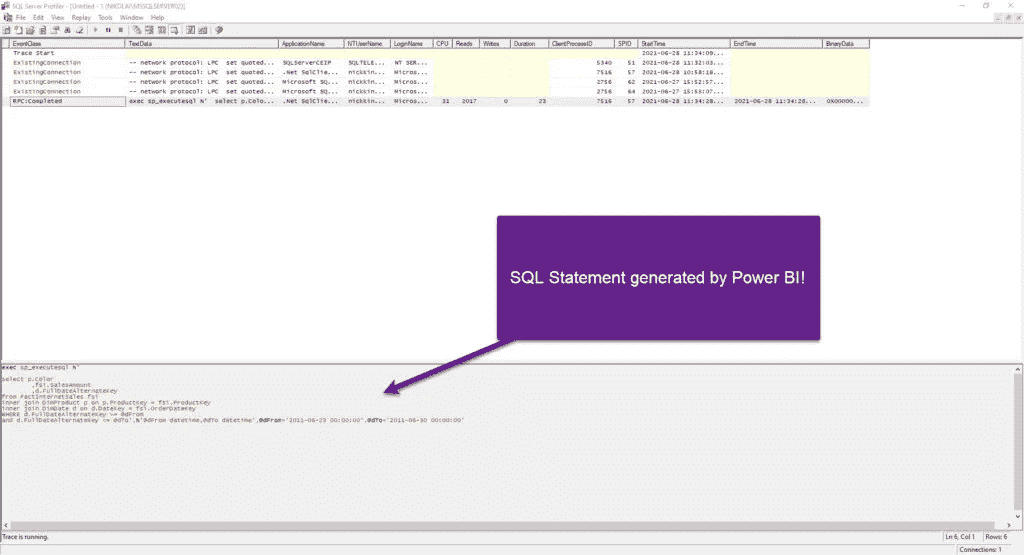 SQL Server Profiler - [Untitled - 1 (NIKOLAI\MSSQLSERVER02)]
File Edit View Replay Tools Window Help
EventClass TextData ApplicationName NTUserName LoginName CPU Reads Writes Duration ClientProcessID SPID StartTime EndTime BinaryData
Trace Start 2021-06-28 11:34:09...
ExistingConnection -- network protocol: LPC set quoted... SQLServerCEIP SQLTELE... NT SER... 5340 51 2021-06-28 11:32:03...
ExistingConnection -- network protocol: LPC set quoted... .Net SqlClie... nickkin... Micros... 7516 57 2021-06-28 10:58:18...
ExistingConnection -- network protocol: LPC set quoted... Microsoft SQ... nickkin... Micros... 2756 62 2021-06-27 15:52:57...
ExistingConnection -- network protocol: LPC set quoted... Microsoft SQ... nickkin... Micros... 2756 64 2021-06-27 15:53:07...
RPC:Completed exec sp_executesql N' select p.Colo... .Net SqlClie... nickkin... Micros... 31 2017 0 23 7516 57 2021-06-28 11:34:28... 2021-06-28 11:34:28... 0X00000...
SQL Statement generated by Power BI!
exec sp_executesql N'
select p.Color
,fsi.SalesAmount
,d.FullDateAlternateKey
from FactInternetSales fsi
inner join DimProduct p on p.ProductKey = fsi.ProductKey
inner join DimDate d on d.DateKey = fsi.OrderDateKey
WHERE d.FullDateAlternateKey >= @dFrom
and d.FullDateAlternateKey <= @dTo',N'@dFrom datetime,@dTo datetime',@dFrom='2011-06-23 00:00:00',@dTo='2011-06-30 00:00:00'
Trace is running. Ln 6, Col 1 Rows: 6
Connections: 1